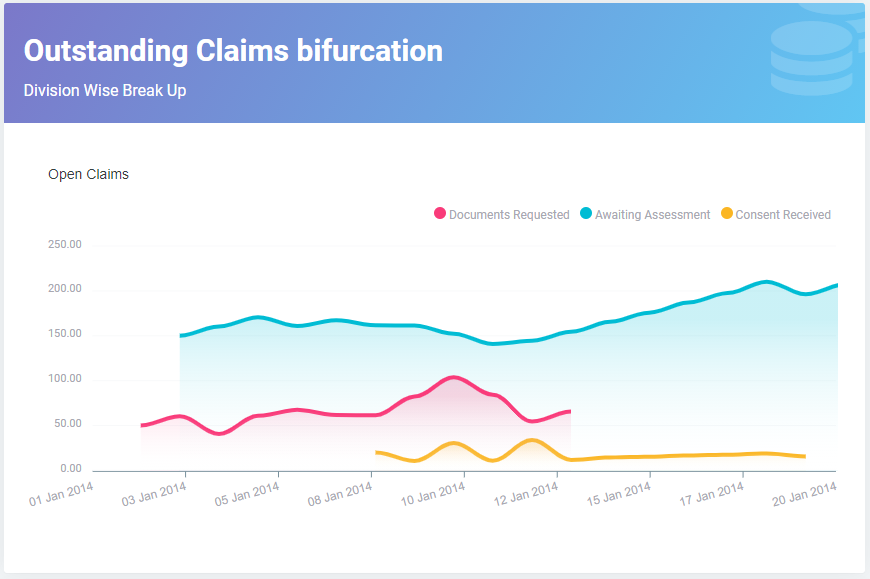 Outstanding Claims bifurcation
Division Wise Break Up
Open Claims
Documents Requested Awaiting Assessment Consent Received
250.00
200.00
150.00
100.00
50.00
0.00
01 Jan 2014 03 Jan 2014 05 Jan 2014 08 Jan 2014 10 Jan 2014 12 Jan 2014 15 Jan 2014 17 Jan 2014 20 Jan 2014